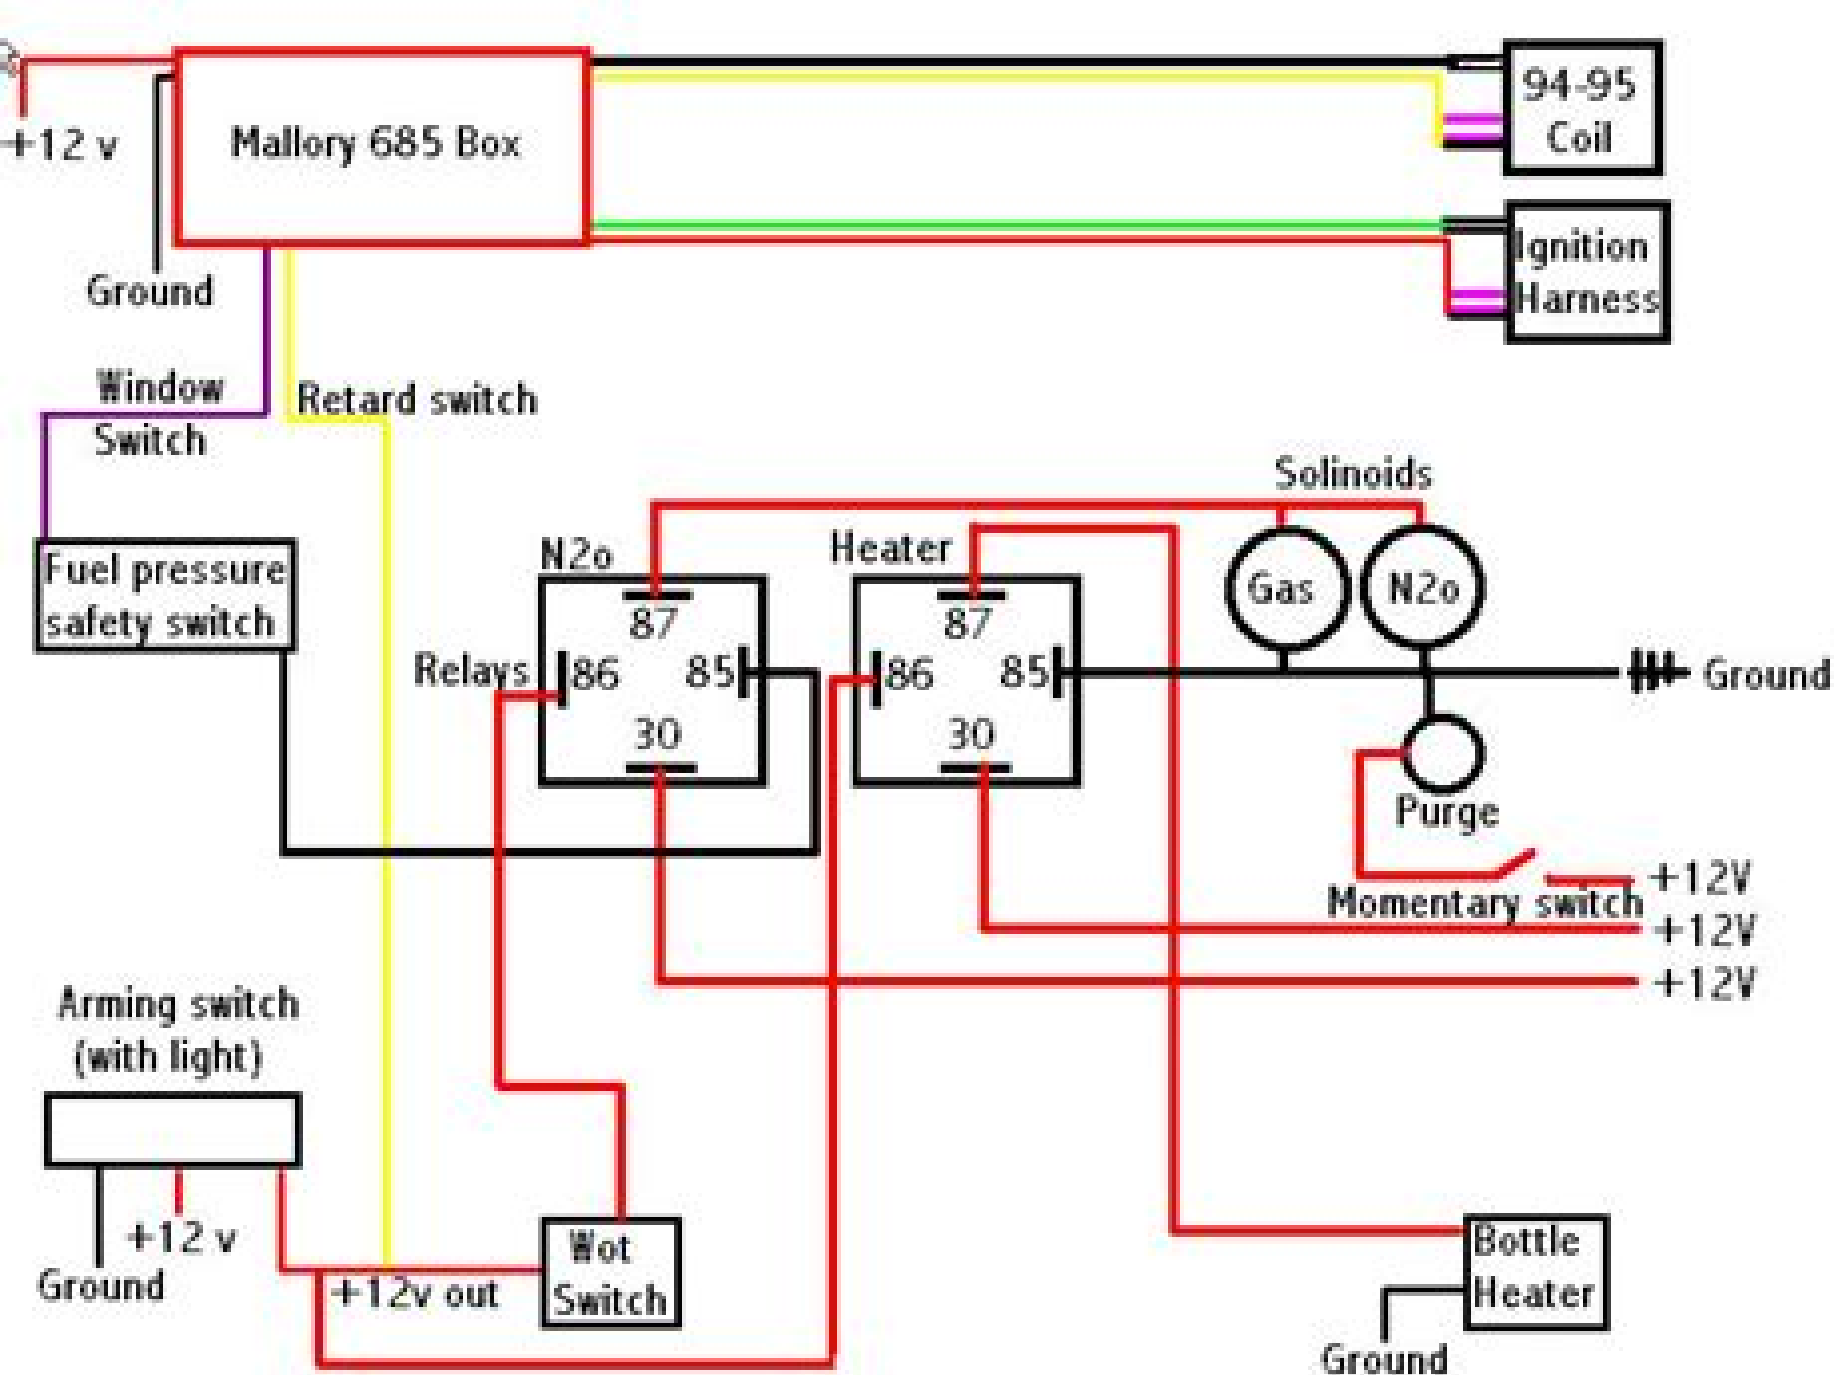 94-95
Coil
+12 v
Mallory 685 Box
Ignition
Harness
Ground
Window
Switch
Retard switch
Solinoids
N2o
Heater
Fuel pressure
safety switch
87
87
Gas
N2o
Relays
86
85
86
85
Ground
30
30
Purge
+12V
Momentary switch
+12V
+12V
Arming switch
(with light)
+12 v
Ground
+12v out
Wot
Switch
Bottle
Heater
Ground